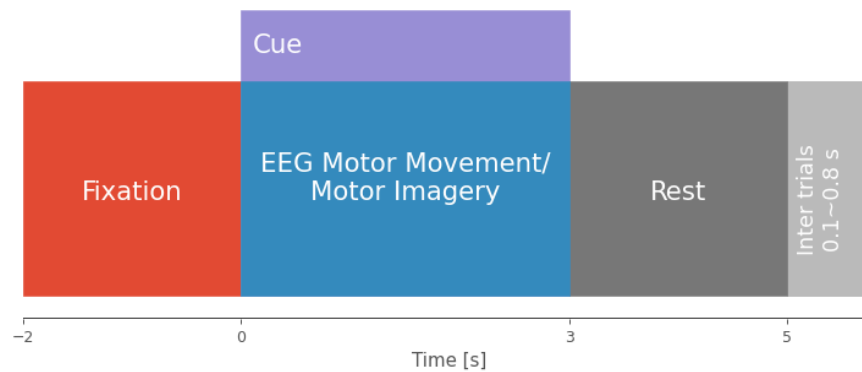 Cue
Fixation
EEG Motor Movement/
Motor Imagery
Rest
Inter trials
0.1~0.8 s
−2
0
3
5
Time [s]